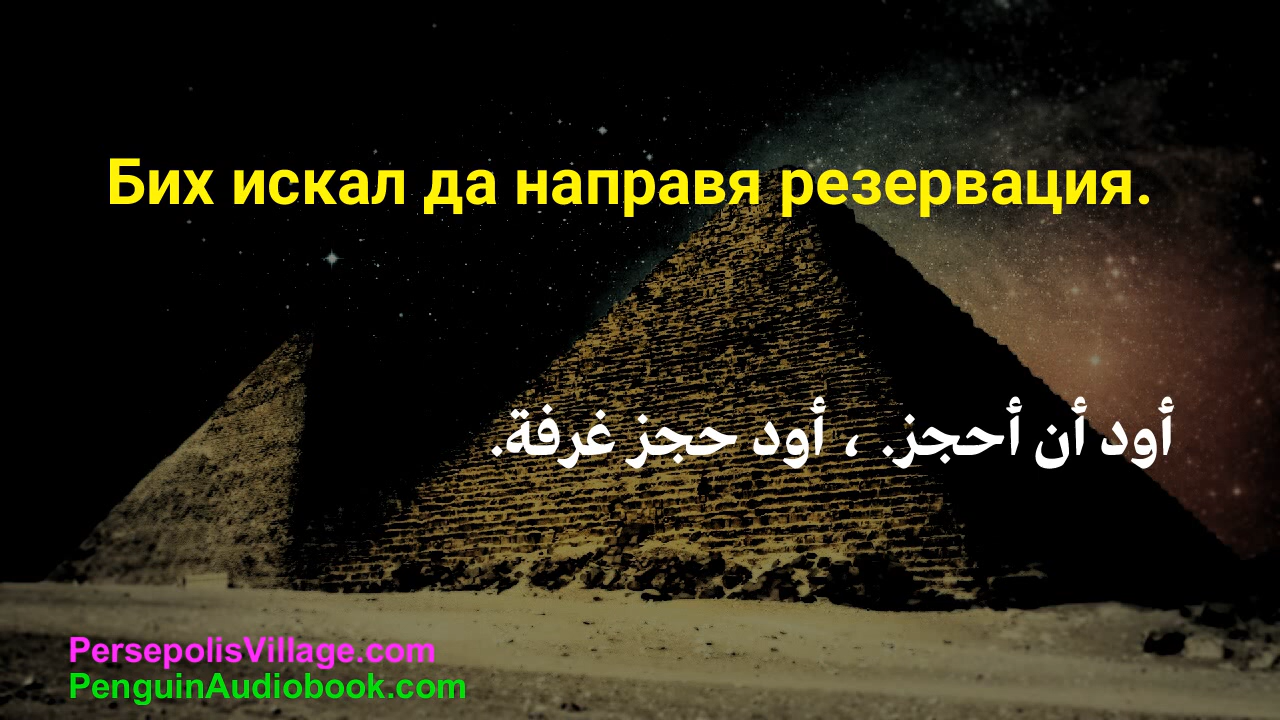 Бих искал да направя резервация.
أود أن أحجز. ، أود حجز غرفة.
PersepolisVillage.com
PenguinAudiobook.com